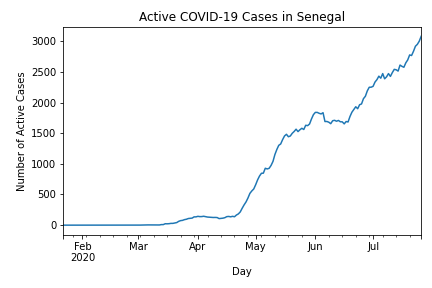 Active COVID-19 Cases in Senegal
Number of Active Cases
3000
2500
2000
1500
1000
500
0
Feb
2020
Mar
Apr
May
Jun
Jul
Day